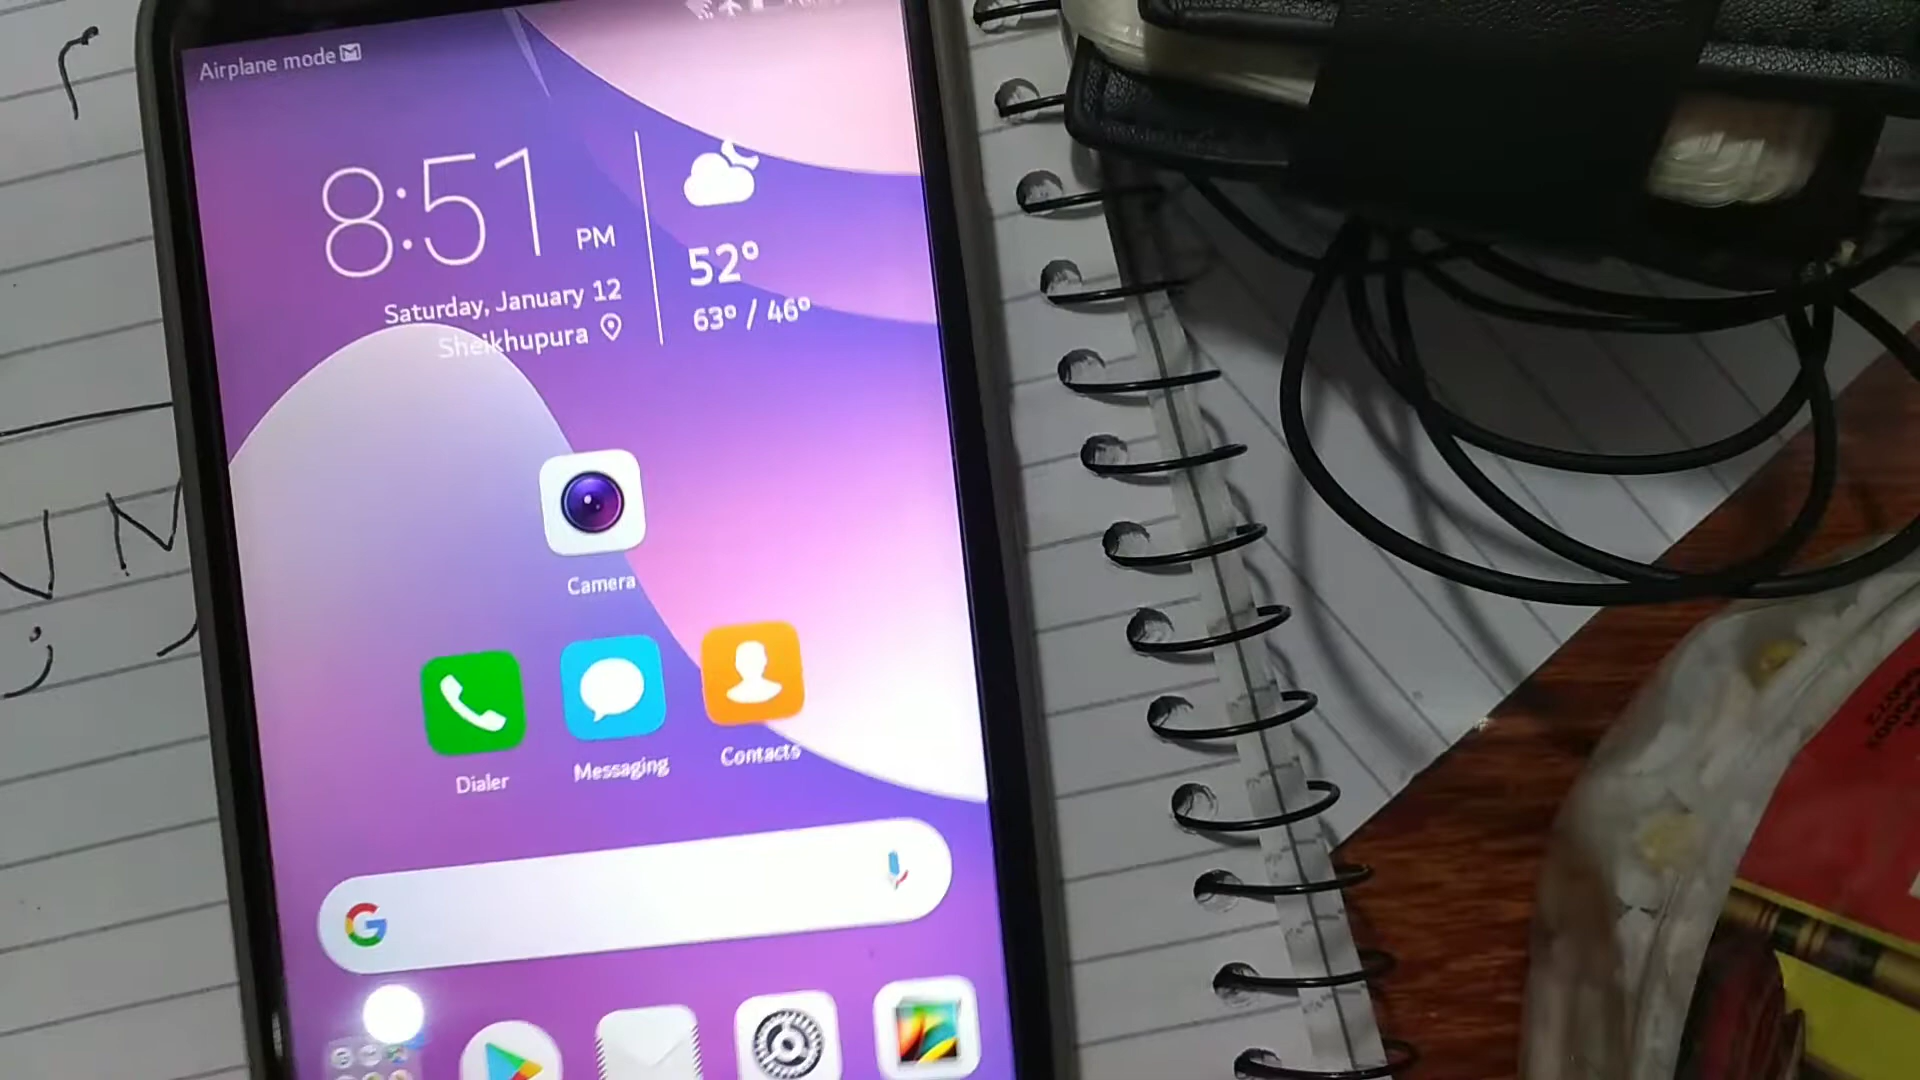 Airplane mode
8:51 PM
Saturday, January 12
Sheikhupura
52°
63° / 46°
Camera
Dialer
Messaging
Contacts
G